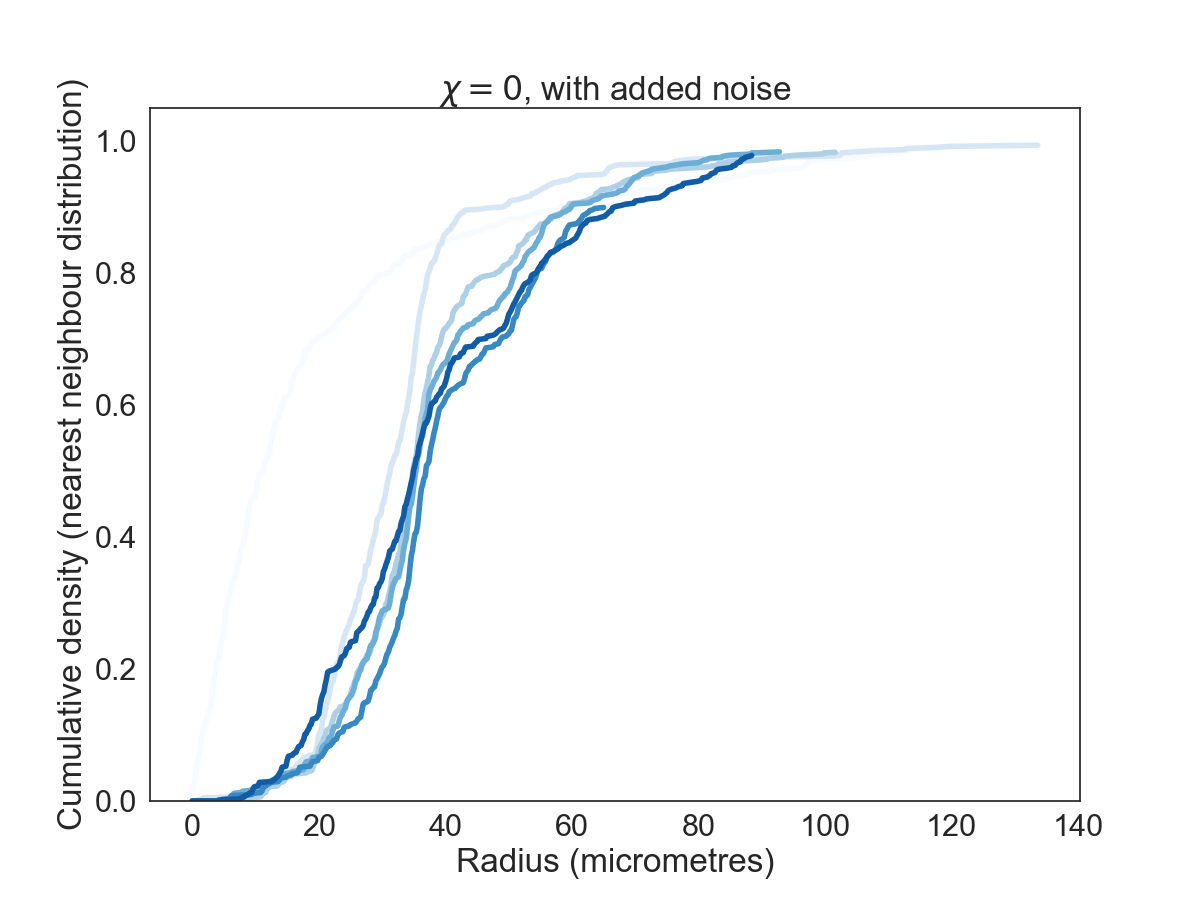 χ = 0, with added noise
Cumulative density (nearest neighbour distribution)
1.0
0.8
0.6
0.4
0.2
0.0
0 20 40 60 80 100 120 140
Radius (micrometres)